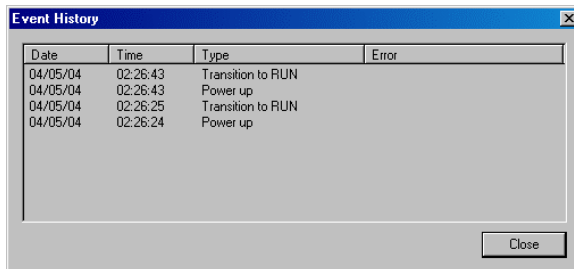 Event History
Date Time Type Error
04/05/04 02:26:43 Transition to RUN
04/05/04 02:26:43 Power up
04/05/04 02:26:25 Transition to RUN
04/05/04 02:26:24 Power up
Close